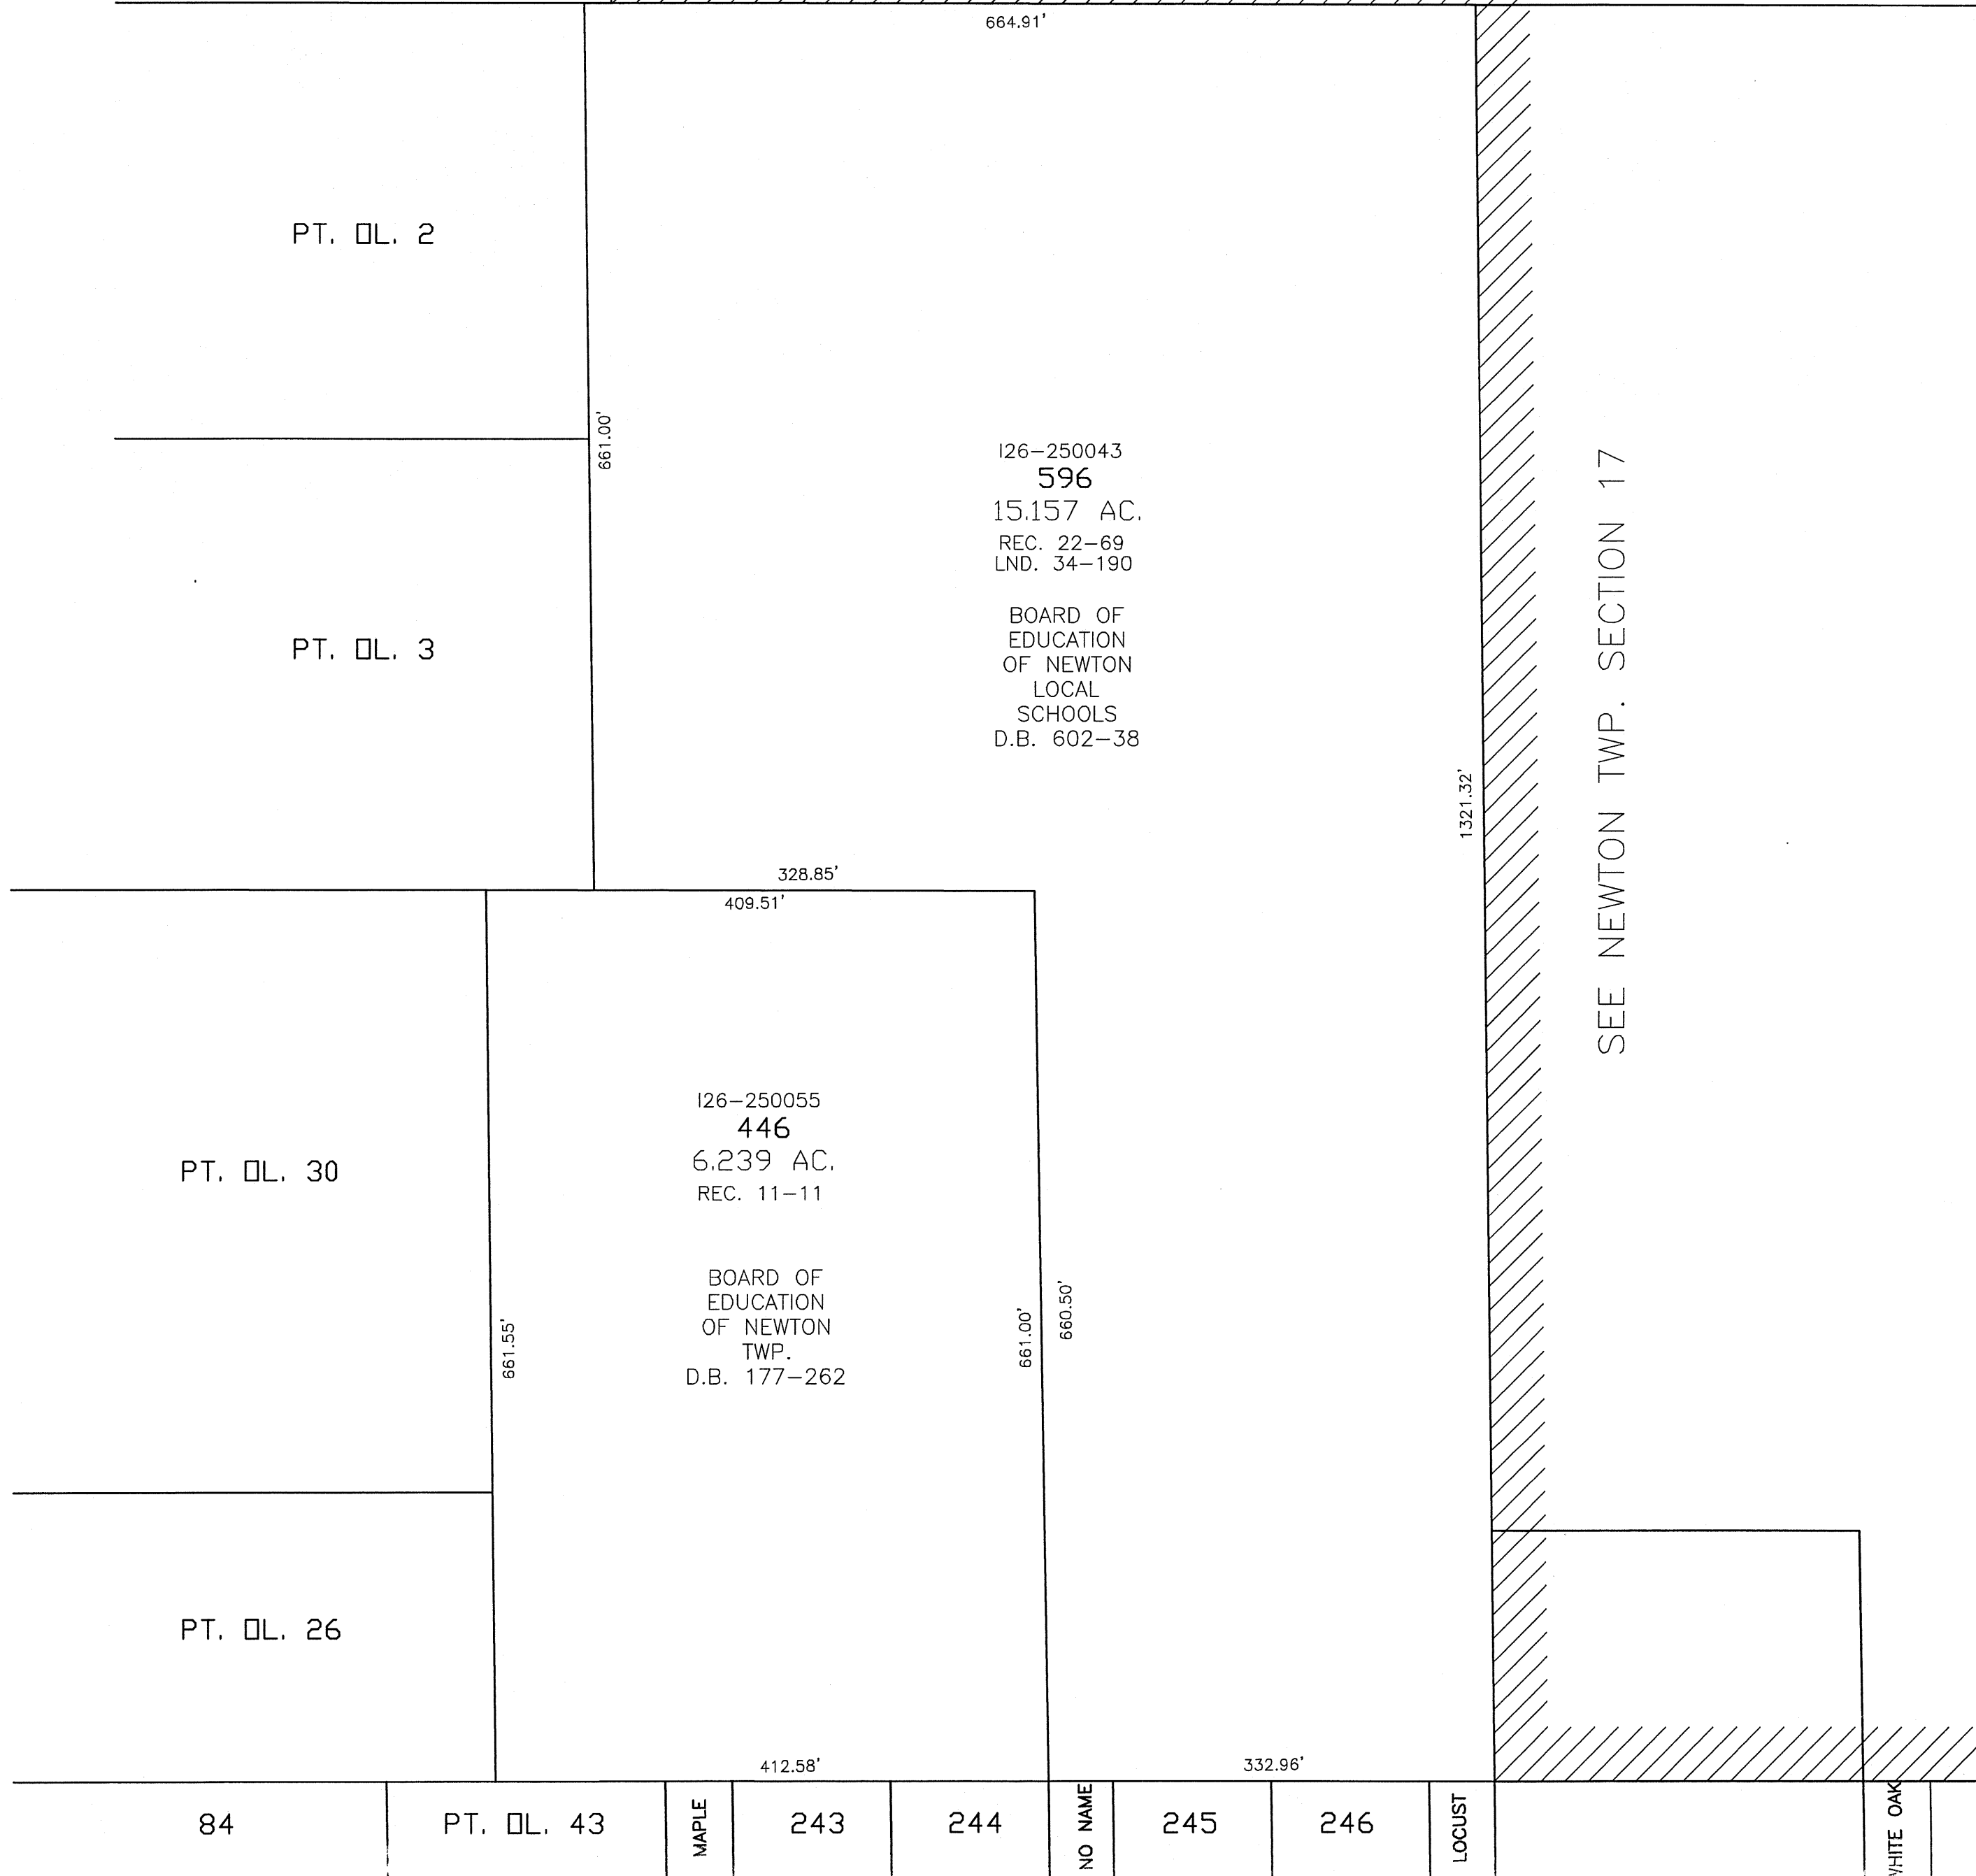 664.91'
PT. OL. 2
661.00'
I26-250043
596
15.157 AC.
REC. 22-69
LND. 34-190
BOARD OF
EDUCATION
OF NEWTON
LOCAL
SCHOOLS
D.B. 602-38
SEE NEWTON TWP. SECTION 17
PT. OL. 3
1321.32'
328.85'
409.51'
I26-250055
446
6.239 AC.
REC. 11-11
BOARD OF
EDUCATION
OF NEWTON
TWP.
D.B. 177-262
PT. OL. 30
661.55'
661.00'
660.50'
PT. OL. 26
412.58'
332.96'
84
PT. OL. 43
MAPLE
243
244
NO NAME
245
246
LOCUST
WHITE OAK